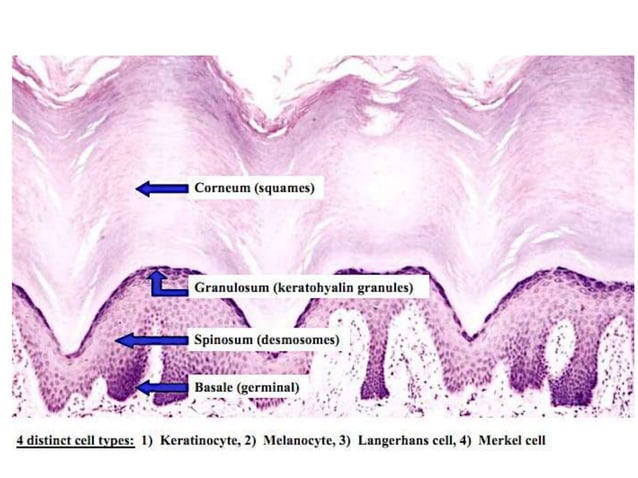 Corneum (squames)
Granulosum (keratohyalin granules)
Spinosum (desmosomes)
Basale (germinal)
4 distinct cell types: 1) Keratinocyte, 2) Melanocyte, 3) Langerhans cell, 4) Merkel cell